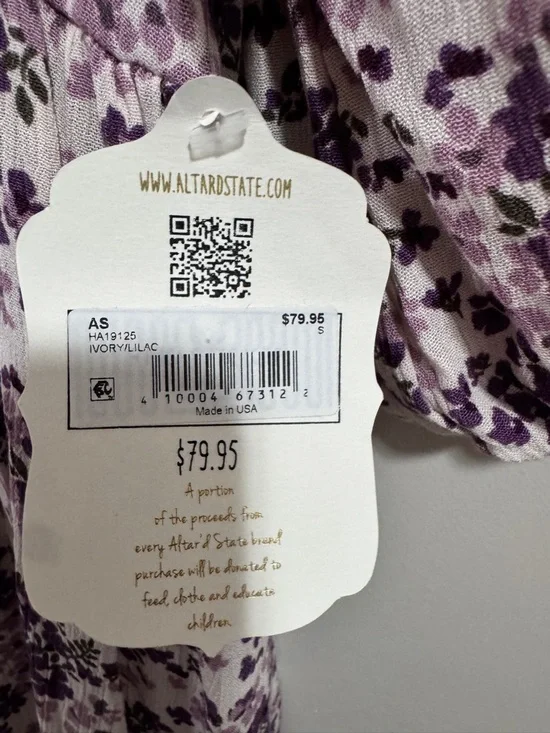 WWW.ALTARDSTATE.COM
AS $79.95
HA19125 S
IVORY/LILAC
4 10004 67312 2
Made in USA
$79.95
A portion
of the proceeds from
every Altar'd State brand
purchase will be donated to
feed, clothe and educate
children